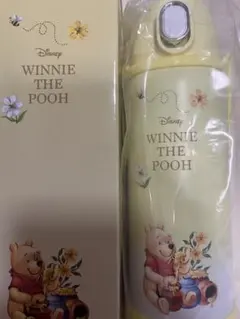 Disney
WINNIE
THE
POOH
Disney
WINNIE
THE
POOH